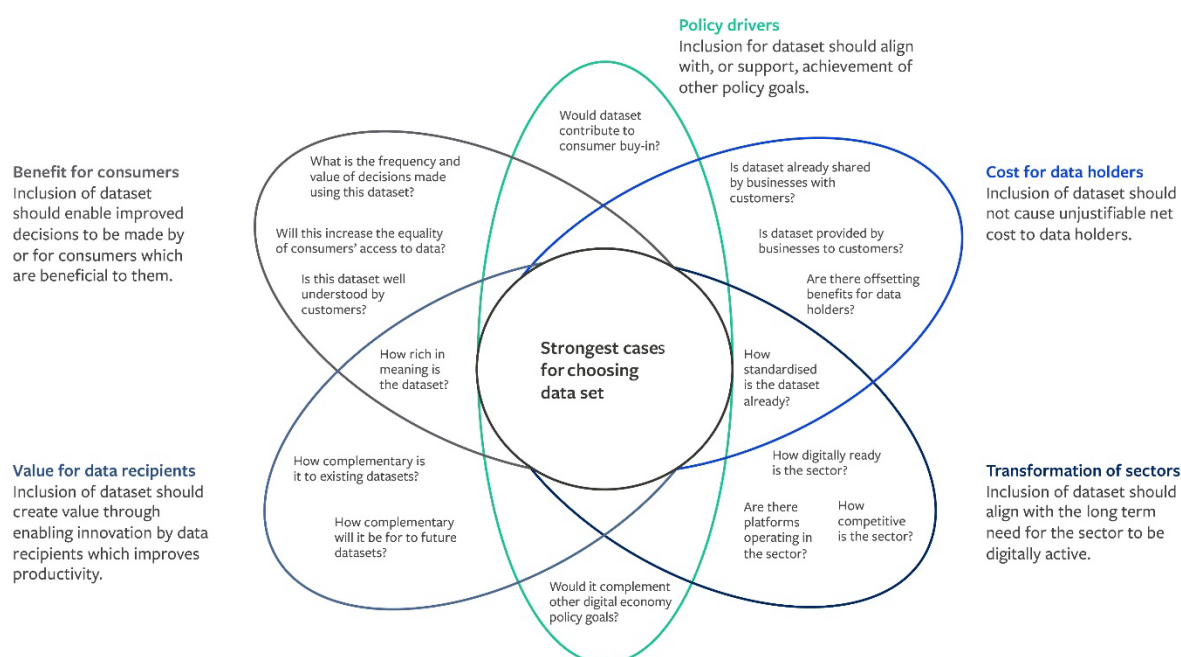 Policy drivers
Inclusion for dataset should align
with, or support, achievement of
other policy goals.
Would dataset
contribute to
consumer buy-in?
Benefit for consumers
Inclusion of dataset
should enable improved
decisions to be made by
or for consumers which
are beneficial to them.
What is the frequency and
value of decisions made
using this dataset?
Will this increase the equality
of consumers' access to data?
Is this dataset well
understood by
customers?
Is dataset already shared
by businesses with
customers?
Is dataset provided by
businesses to customers?
Are there offsetting
benefits for data
holders?
Cost for data holders
Inclusion of dataset should
not cause unjustifiable net
cost to data holders.
How rich in
meaning is
the dataset?
Strongest cases
for choosing
data set
How
standardised
is the dataset
already?
Value for data recipients
Inclusion of dataset should
create value through
enabling innovation by data
recipients which improves
productivity.
How complementary is
it to existing datasets?
How complementary
will it be for to future
datasets?
How digitally ready
is the sector?
Are there
platforms
operating in
the sector?
How
competitive
is the sector?
Transformation of sectors
Inclusion of dataset should
align with the long term
need for the sector to be
digitally active.
Would it complement
other digital economy
policy goals?